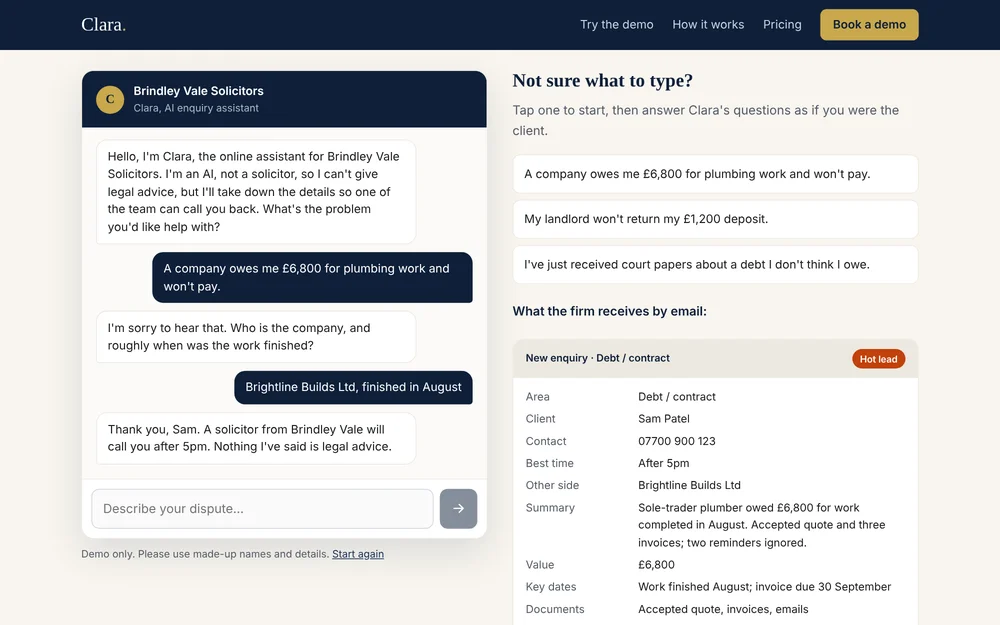 Clara.
Try the demo
How it works
Pricing
Book a demo
C
Brindley Vale Solicitors
Clara, AI enquiry assistant
Hello, I'm Clara, the online assistant for Brindley Vale
Solicitors. I'm an AI, not a solicitor, so I can't give
legal advice, but I'll take down the details so one of
the team can call you back. What's the problem
you'd like help with?
A company owes me £6,800 for plumbing work and
won't pay.
I'm sorry to hear that. Who is the company, and
roughly when was the work finished?
Brightline Builds Ltd, finished in August
Thank you, Sam. A solicitor from Brindley Vale will
call you after 5pm. Nothing I've said is legal advice.
Describe your dispute...
Demo only. Please use made-up names and details. Start again
Not sure what to type?
Tap one to start, then answer Clara's questions as if you were the
client.
A company owes me £6,800 for plumbing work and won't pay.
My landlord won't return my £1,200 deposit.
I've just received court papers about a debt I don't think I owe.
What the firm receives by email:
New enquiry · Debt / contract
Hot lead
Area Debt / contract
Client Sam Patel
Contact 07700 900 123
Best time After 5pm
Other side Brightline Builds Ltd
Summary Sole-trader plumber owed £6,800 for work
completed in August. Accepted quote and three
invoices; two reminders ignored.
Value £6,800
Key dates Work finished August; invoice due 30 September
Documents Accepted quote, invoices, emails